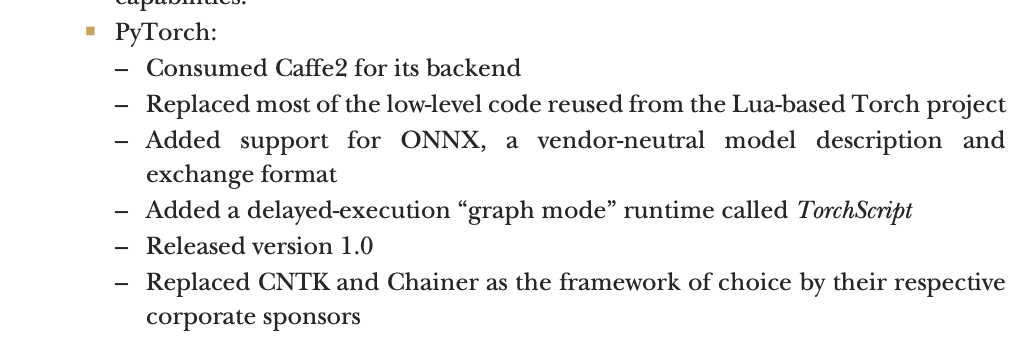 capabilities.
PyTorch:
– Consumed Caffe2 for its backend
– Replaced most of the low-level code reused from the Lua-based Torch project
– Added support for ONNX, a vendor-neutral model description and
exchange format
– Added a delayed-execution “graph mode” runtime called TorchScript
– Released version 1.0
– Replaced CNTK and Chainer as the framework of choice by their respective
corporate sponsors